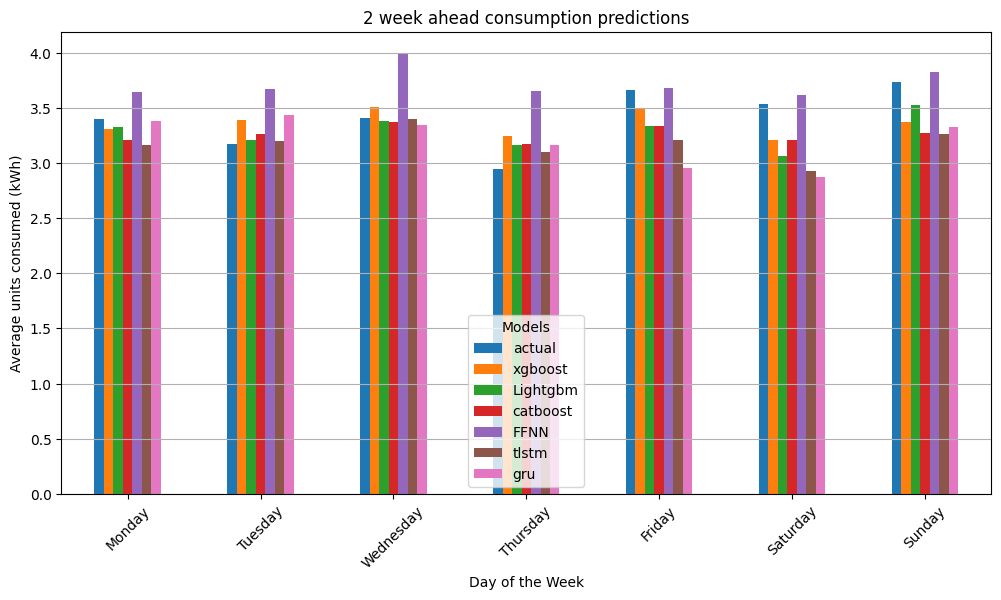 2 week ahead consumption predictions
Average units consumed (kWh)
4.0
3.5
3.0
2.5
2.0
1.5
1.0
0.5
0.0
Models
actual
xgboost
Lightgbm
catboost
FFNN
tlstm
gru
Monday
Tuesday
Wednesday
Thursday
Friday
Saturday
Sunday
Day of the Week